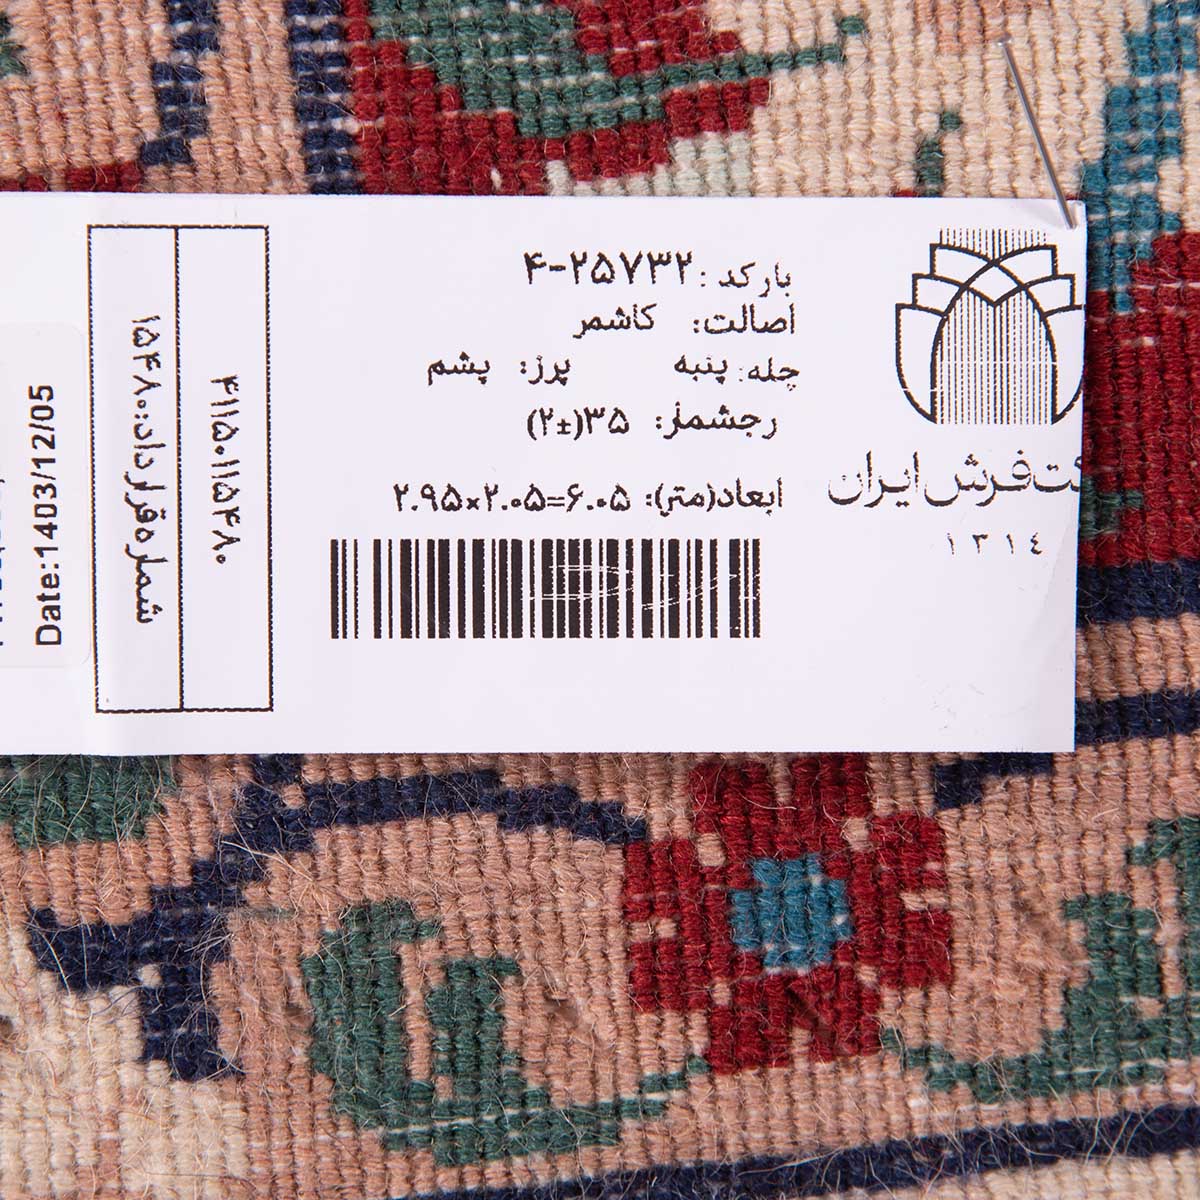 بارکد: ۴-۲۵۷۳۲
اصالت: کاشمر
چله: پنبه پرز: پشم
رجشمار: ۳۵(±۲)
ابعاد(متر): ۲.۹۵×۲.۰۵=۶.۰۵
فرش ایران
١٣١٤
۴۱۱۵۰۱۱۵۴۸۰
شماره قرارداد: ۱۵۴۸۰
Date:1403/12/05